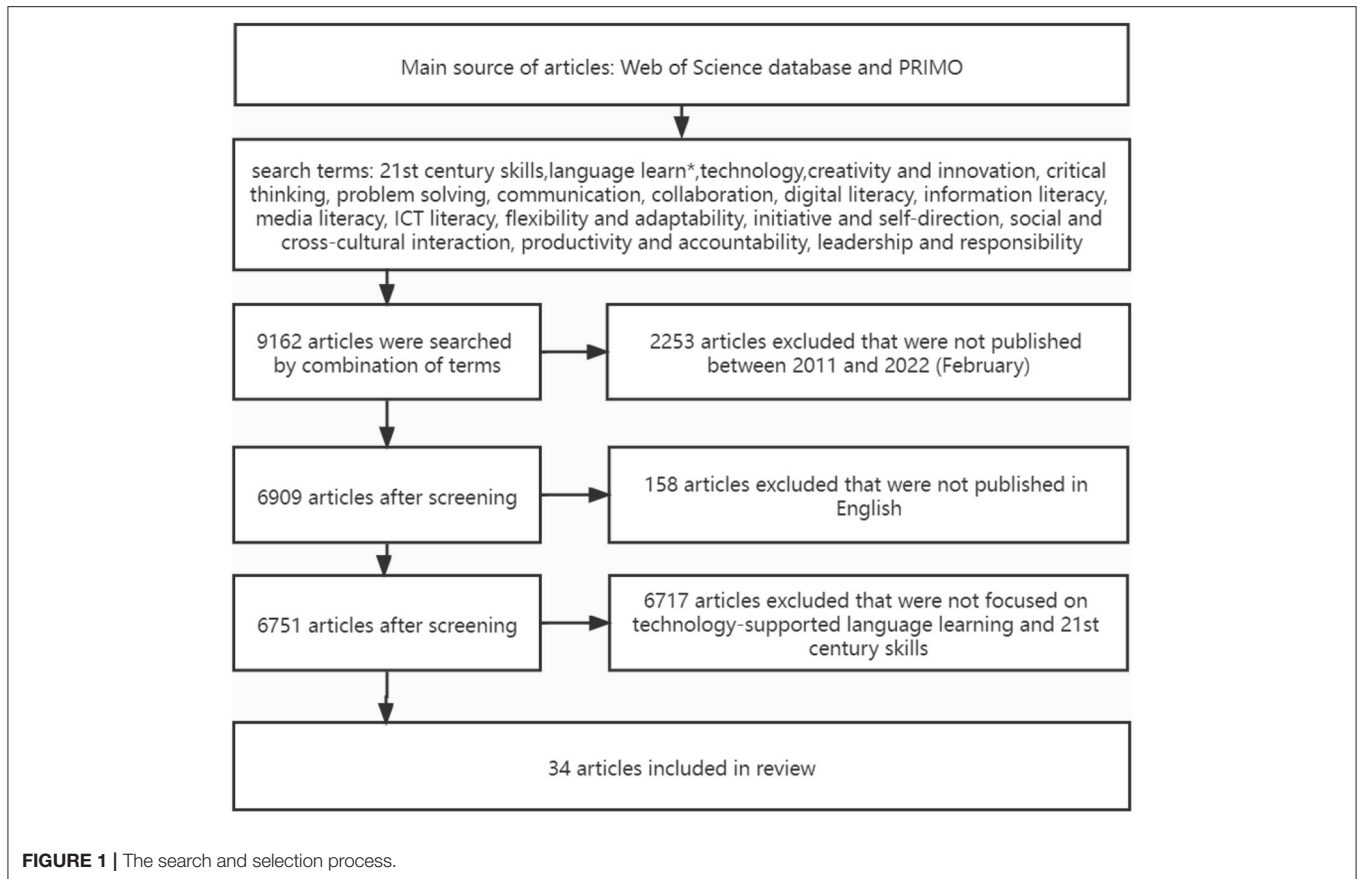 Main source of articles: Web of Science database and PRIMO
search terms: 21st century skills,language learn*,technology,creativity and innovation, critical
thinking, problem solving, communication, collaboration, digital literacy, information literacy,
media literacy, ICT literacy, flexibility and adaptability, initiative and self-direction, social and
cross-cultural interaction, productivity and accountability, leadership and responsibility
9162 articles were searched
by combination of terms
2253 articles excluded that were not published
between 2011 and 2022 (February)
6909 articles after screening
158 articles excluded that were not published in
English
6751 articles after screening
6717 articles excluded that were not focused on
technology-supported language learning and 21st
century skills
34 articles included in review
FIGURE 1 | The search and selection process.